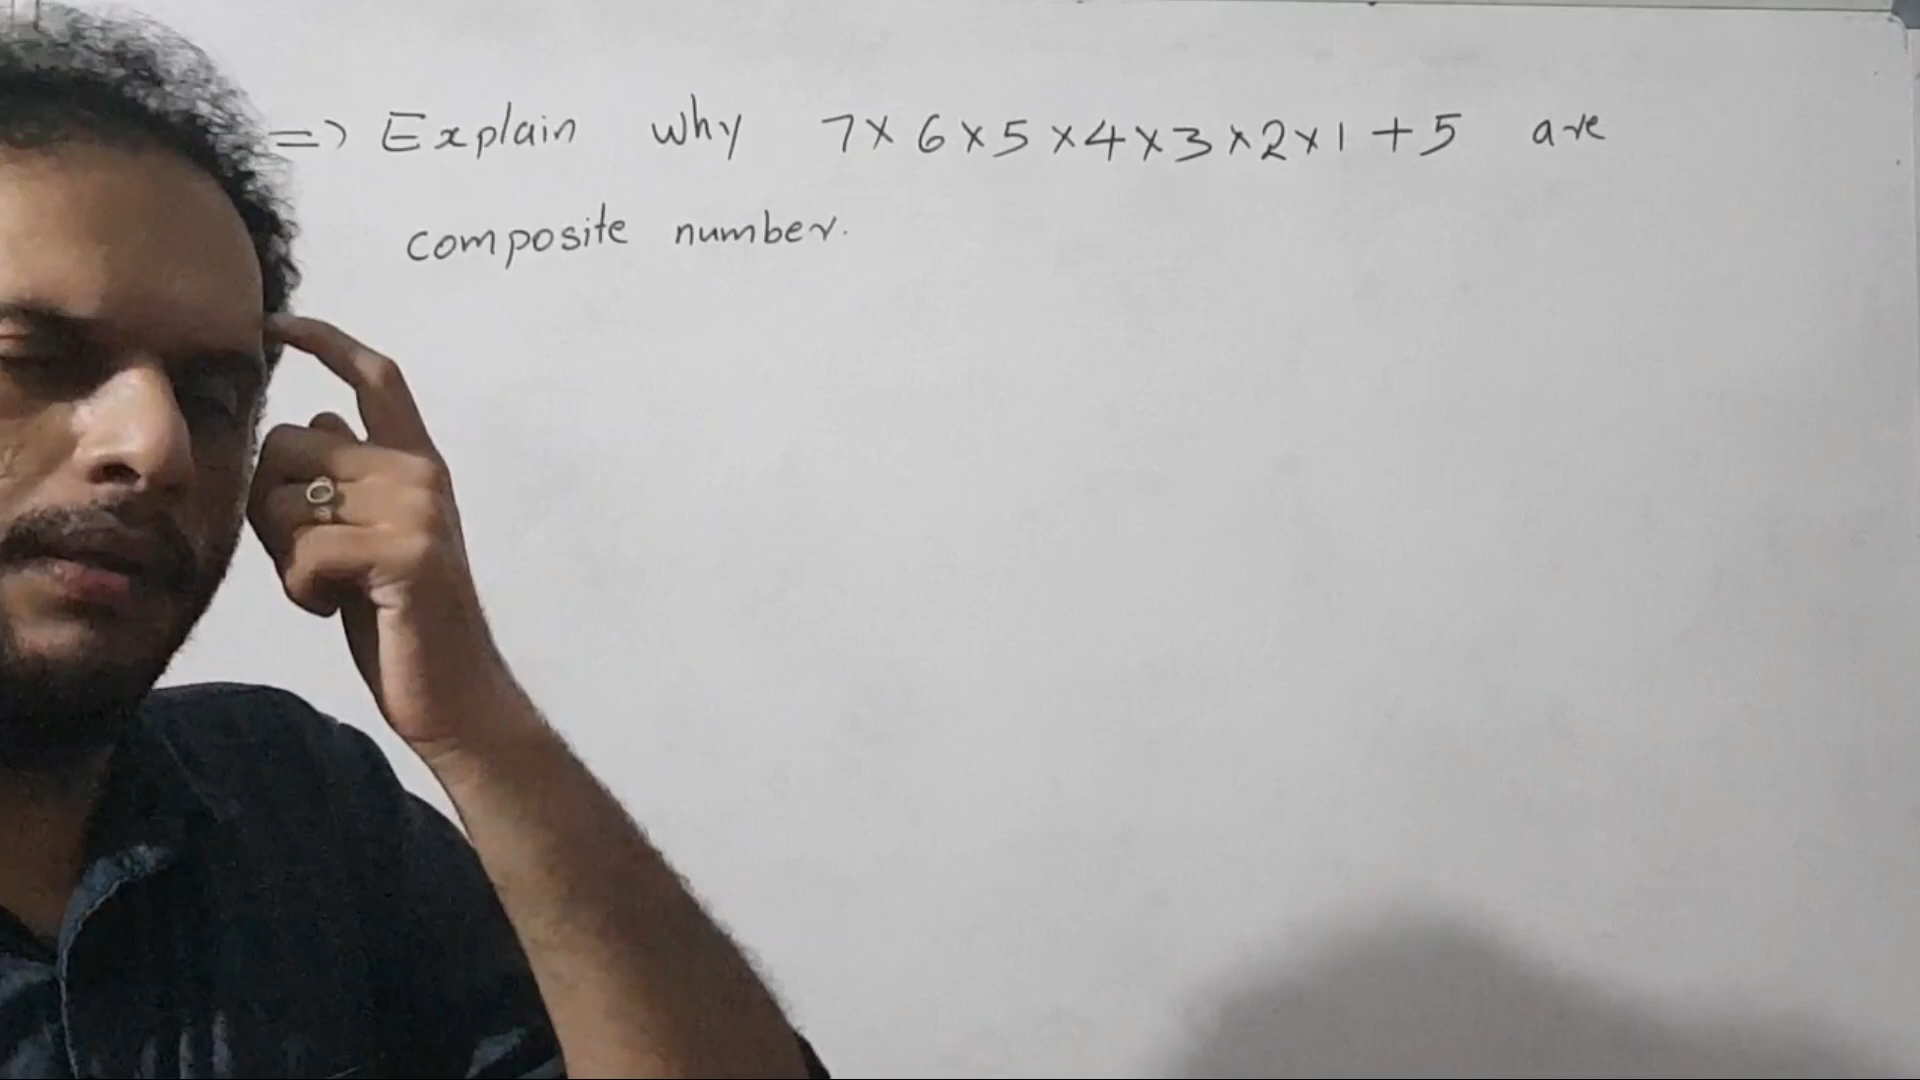 => Explain why 7× 6 × 5 × 4 × 3 × 2 × 1 + 5 are
composite number.